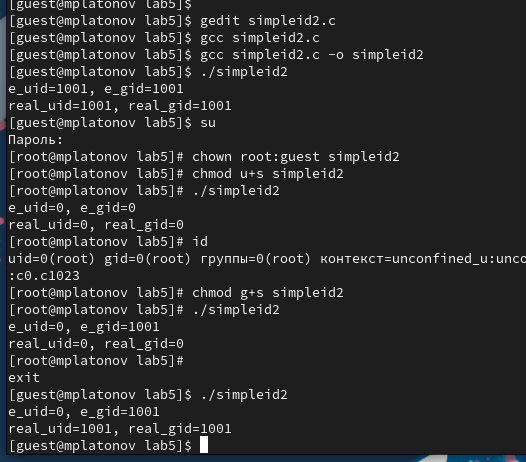 [guest@mplatonov lab5]$
[guest@mplatonov lab5]$ gedit simpleid2.c
[guest@mplatonov lab5]$ gcc simpleid2.c
[guest@mplatonov lab5]$ gcc simpleid2.c -o simpleid2
[guest@mplatonov lab5]$ ./simpleid2
e_uid=1001, e_gid=1001
real_uid=1001, real_gid=1001
[guest@mplatonov lab5]$ su
Пароль:
[root@mplatonov lab5]# chown root:guest simpleid2
[root@mplatonov lab5]# chmod u+s simpleid2
[root@mplatonov lab5]# ./simpleid2
e_uid=0, e_gid=0
real_uid=0, real_gid=0
[root@mplatonov lab5]# id
uid=0(root) gid=0(root) группы=0(root) контекст=unconfined_u:unco
:c0.c1023
[root@mplatonov lab5]# chmod g+s simpleid2
[root@mplatonov lab5]# ./simpleid2
e_uid=0, e_gid=1001
real_uid=0, real_gid=0
[root@mplatonov lab5]#
exit
[guest@mplatonov lab5]$ ./simpleid2
e_uid=0, e_gid=1001
real_uid=1001, real_gid=1001
[guest@mplatonov lab5]$